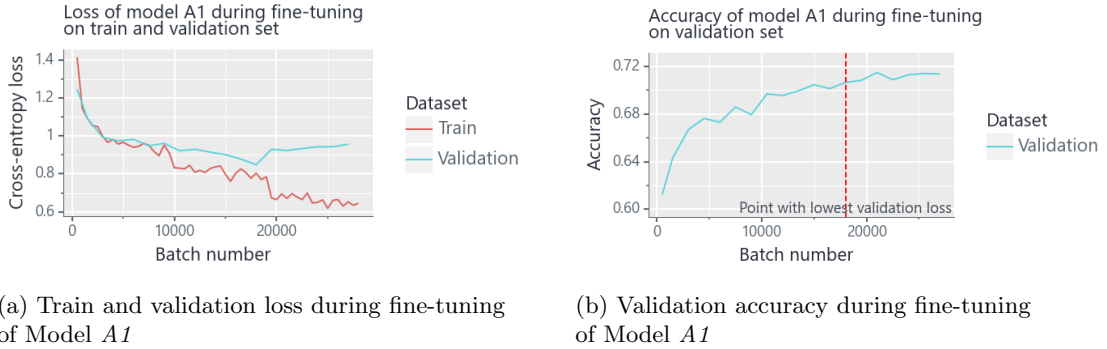 Loss of model A1 during fine-tuning
on train and validation set
Cross-entropy loss
1.4
1.2
1
0.8
0.6
0
10000
20000
Batch number
Dataset
Train
Validation
Accuracy of model A1 during fine-tuning
on validation set
Accuracy
0.72
0.68
0.64
0.60
Point with lowest validation loss
0
10000
20000
Batch number
Dataset
Validation
(a) Train and validation loss during fine-tuning
of Model A1
(b) Validation accuracy during fine-tuning
of Model A1